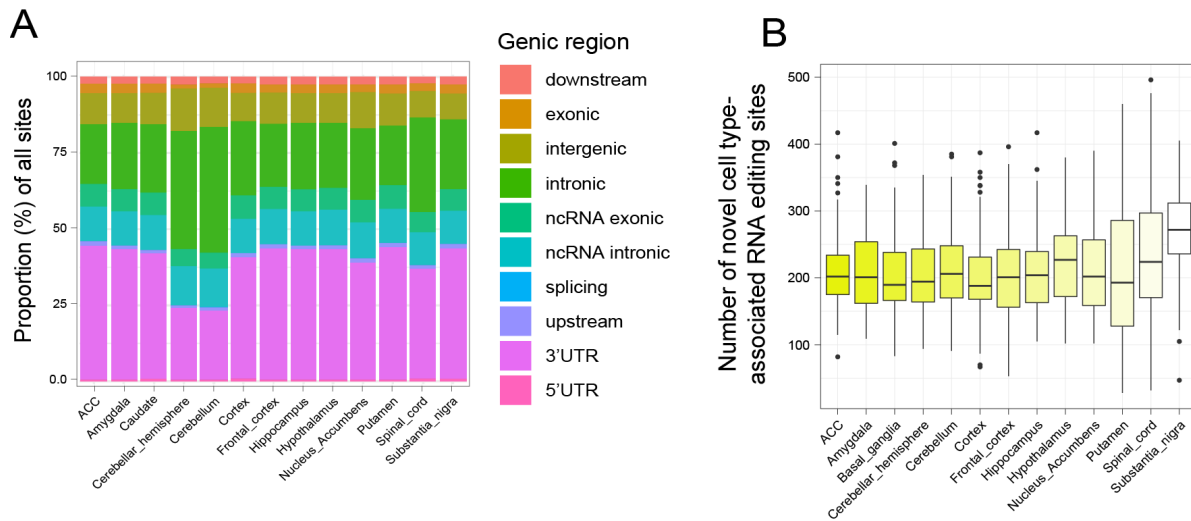 A
Proportion (%) of all sites
100
75
50
25
0.0
ACC
Amygdala
Caudate
Cerebellar_hemisphere
Cerebellum
Cortex
Frontal_cortex
Hippocampus
Hypothalamus
Nucleus_Accumbens
Putamen
Spinal_cord
Substantia_nigra
Genic region
downstream
exonic
intergenic
intronic
ncRNA exonic
ncRNA intronic
splicing
upstream
3'UTR
5'UTR
B
Number of novel cell type-
associated RNA editing sites
500
400
300
200
100
ACC
Amygdala
Basal_ganglia
Cerebellar_hemisphere
Cerebellum
Cortex
Frontal_cortex
Hippocampus
Hypothalamus
Nucleus_Accumbens
Putamen
Spinal_cord
Substantia_nigra